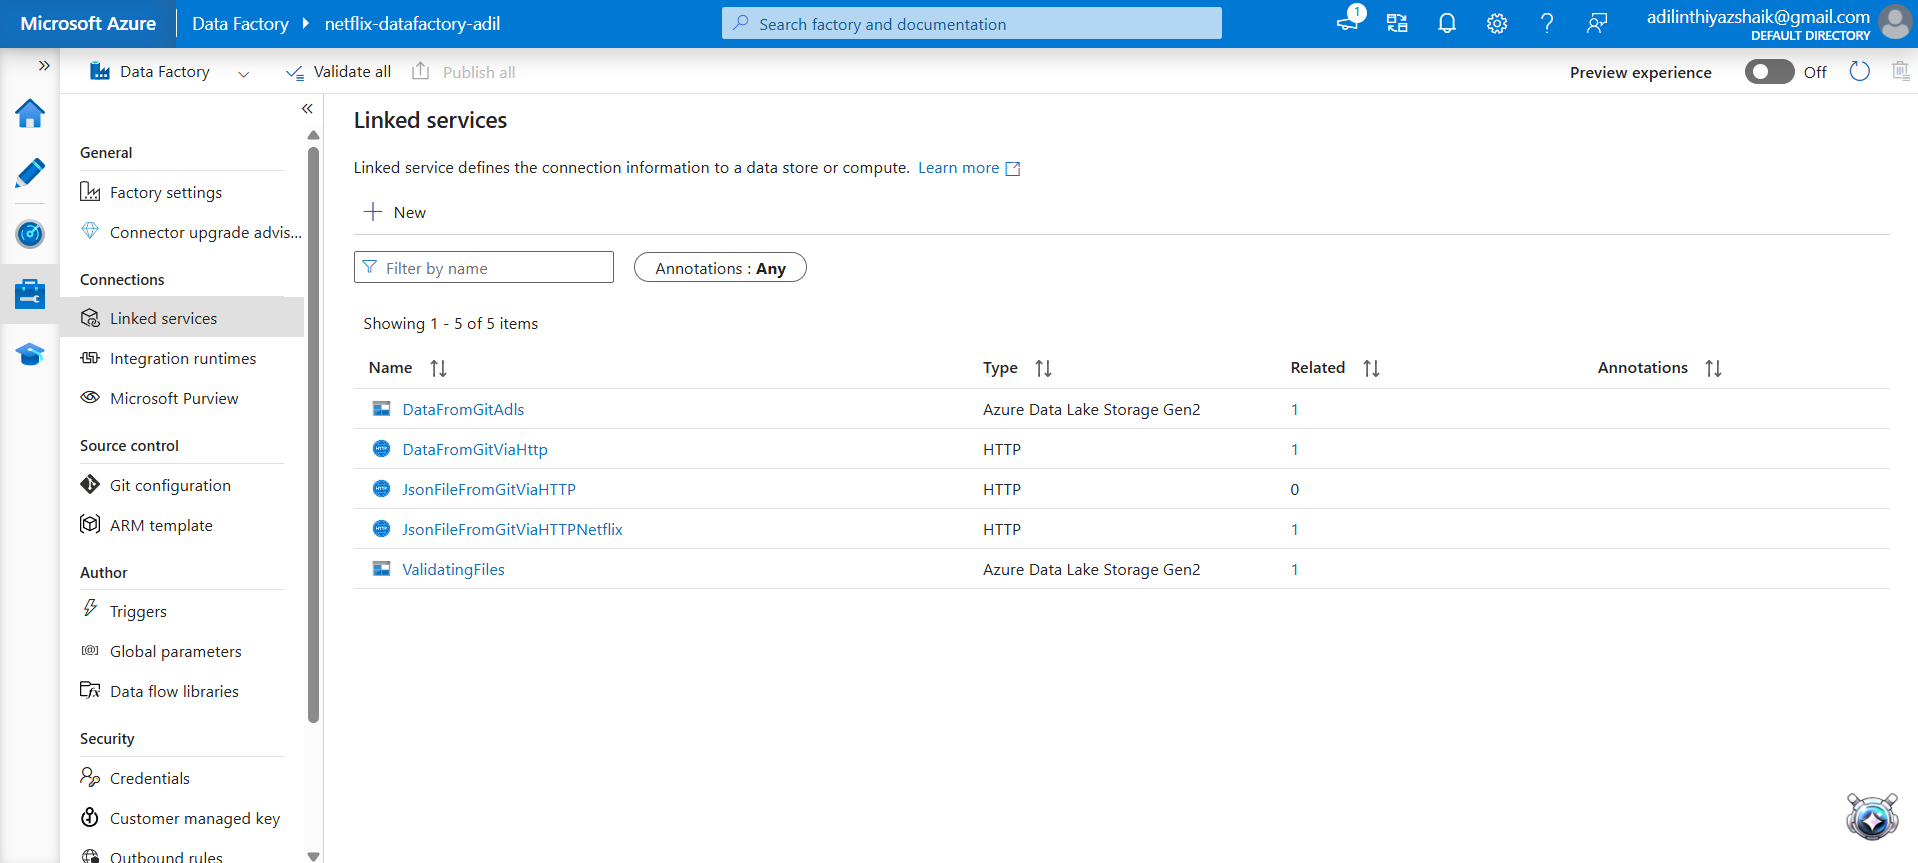 Microsoft Azure
Data Factory
netflix-datafactory-adil
Search factory and documentation
1
adilinthiyazshaik@gmail.com
DEFAULT DIRECTORY
Data Factory
Validate all
Publish all
Preview experience
Off
General
Factory settings
Connector upgrade advis...
Connections
Linked services
Integration runtimes
Microsoft Purview
Source control
Git configuration
ARM template
Author
Triggers
Global parameters
Data flow libraries
Security
Credentials
Customer managed key
Outbound rules
Linked services
Linked service defines the connection information to a data store or compute. Learn more
New
Filter by name
Annotations : Any
Showing 1 - 5 of 5 items
Name Type Related Annotations
DataFromGitAdls Azure Data Lake Storage Gen2 1
DataFromGitViaHttp HTTP 1
JsonFileFromGitViaHTTP HTTP 0
JsonFileFromGitViaHTTPNetflix HTTP 1
ValidatingFiles Azure Data Lake Storage Gen2 1